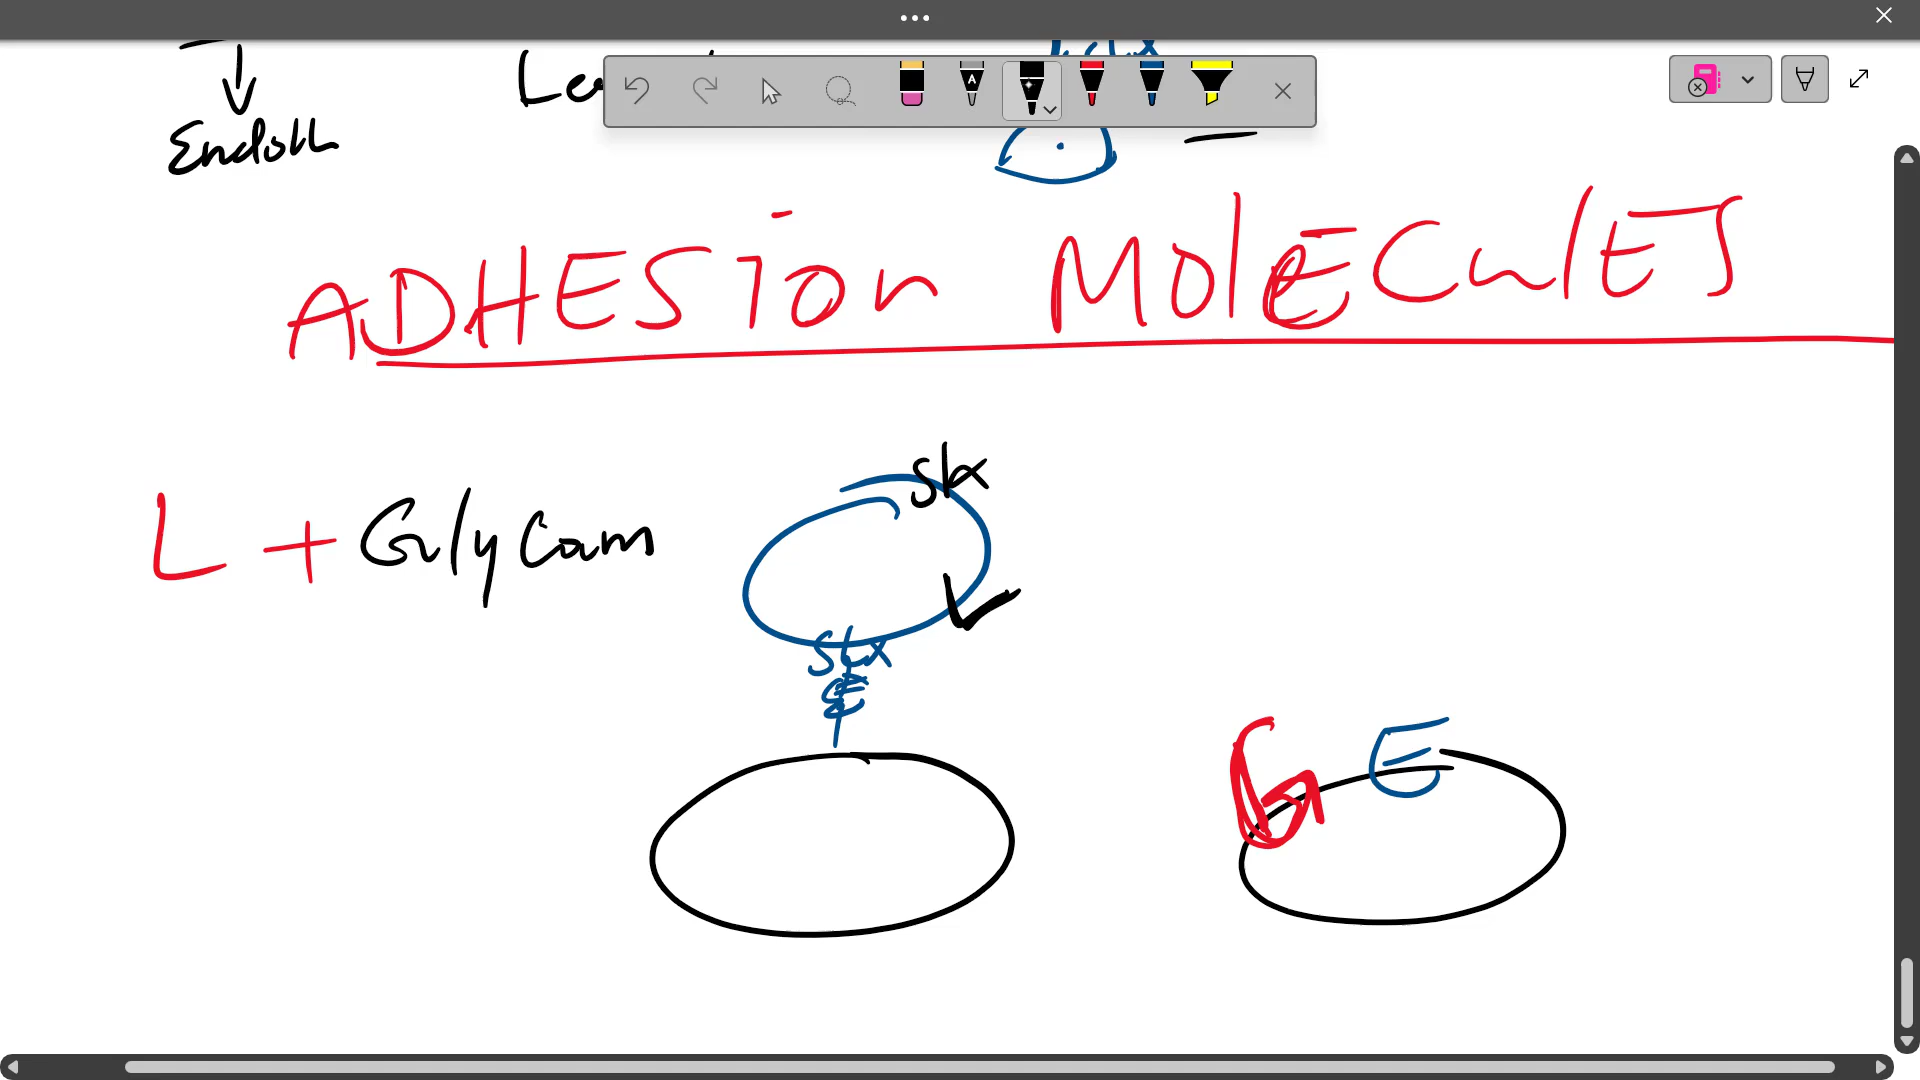 Endoth
ADHESion MOlECulES
L + GlyCam
Slx
L
Slx
E
G E